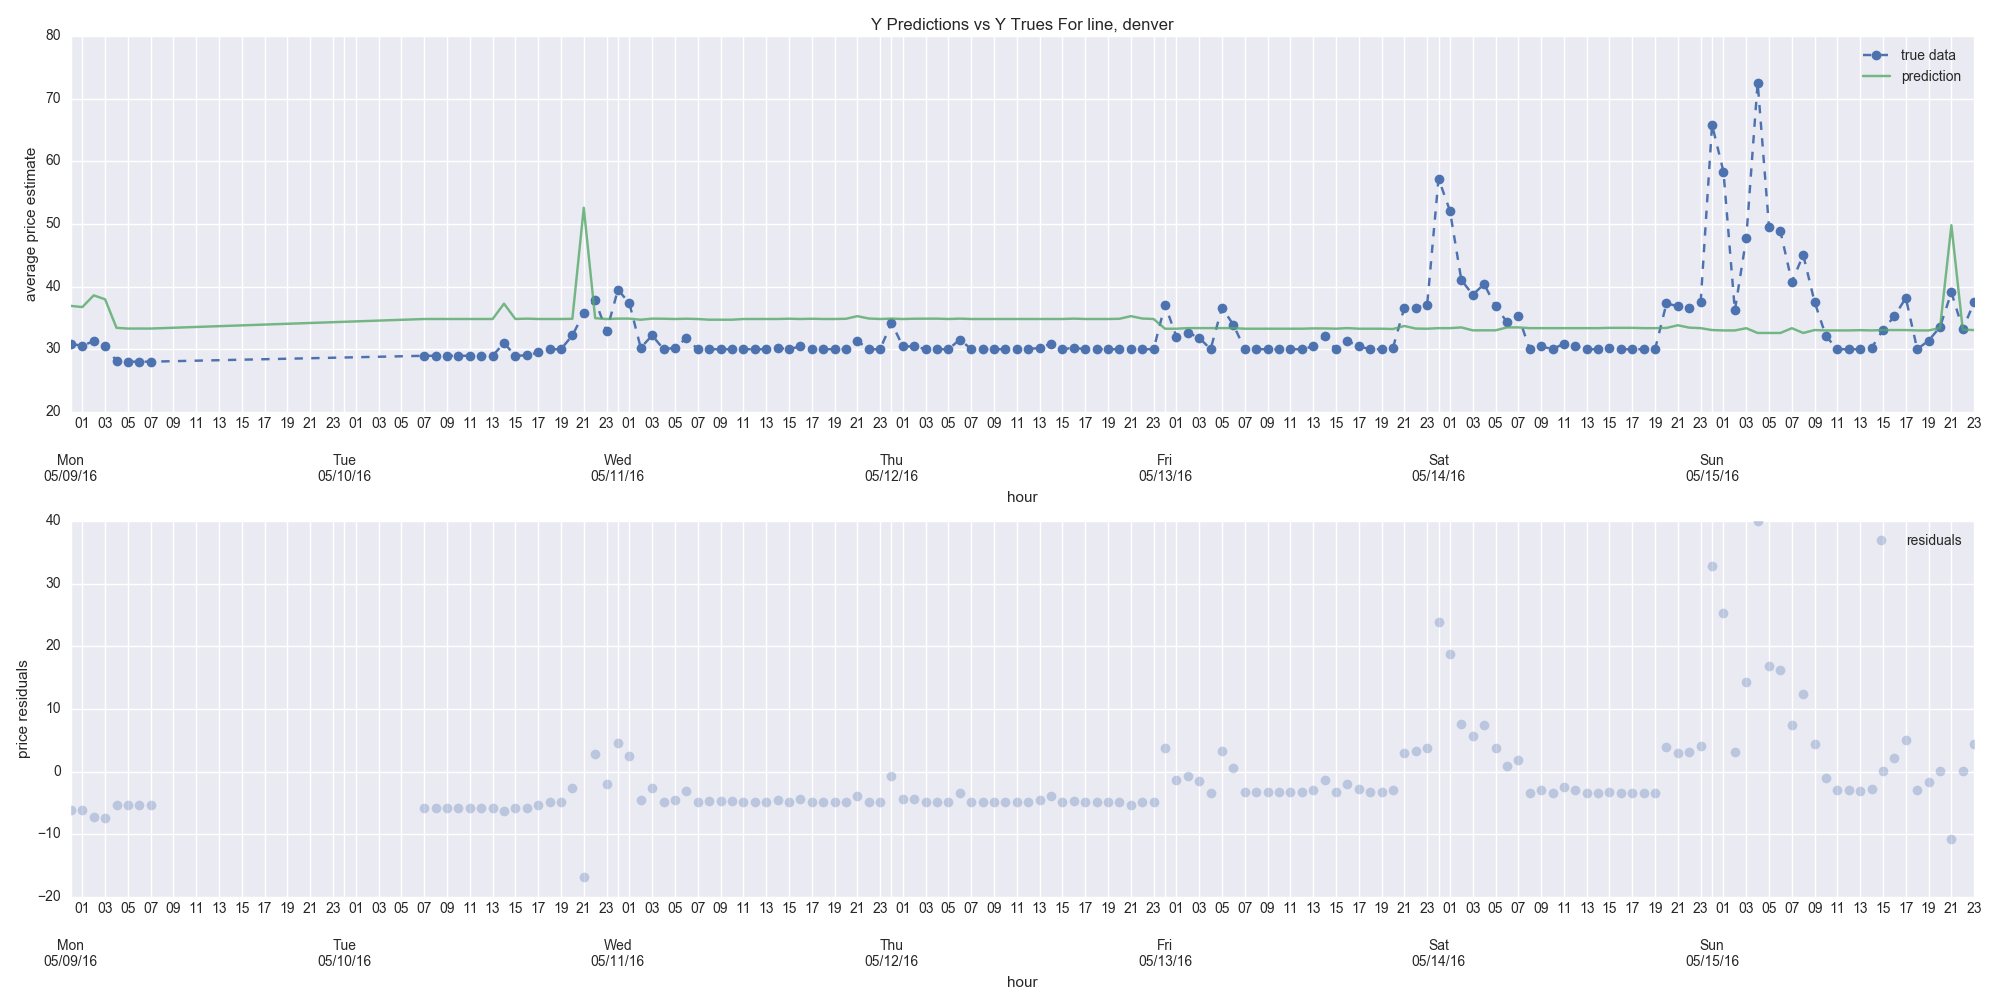 Y Predictions vs Y Trues For line, denver
80
70
60
50
40
30
20
average price estimate
true data
prediction
01 03 05 07 09 11 13 15 17 19 21 23 01 03 05 07 09 11 13 15 17 19 21 23 01 03 05 07 09 11 13 15 17 19 21 23 01 03 05 07 09 11 13 15 17 19 21 23 01 03 05 07 09 11 13 15 17 19 21 23 01 03 05 07 09 11 13 15 17 19 21 23 01 03 05 07 09 11 13 15 17 19 21 23
Mon Tue Wed Thu Fri Sat Sun
05/09/16 05/10/16 05/11/16 05/12/16 05/13/16 05/14/16 05/15/16
hour
40
30
20
10
0
−10
−20
price residuals
residuals
01 03 05 07 09 11 13 15 17 19 21 23 01 03 05 07 09 11 13 15 17 19 21 23 01 03 05 07 09 11 13 15 17 19 21 23 01 03 05 07 09 11 13 15 17 19 21 23 01 03 05 07 09 11 13 15 17 19 21 23 01 03 05 07 09 11 13 15 17 19 21 23 01 03 05 07 09 11 13 15 17 19 21 23
Mon Tue Wed Thu Fri Sat Sun
05/09/16 05/10/16 05/11/16 05/12/16 05/13/16 05/14/16 05/15/16
hour